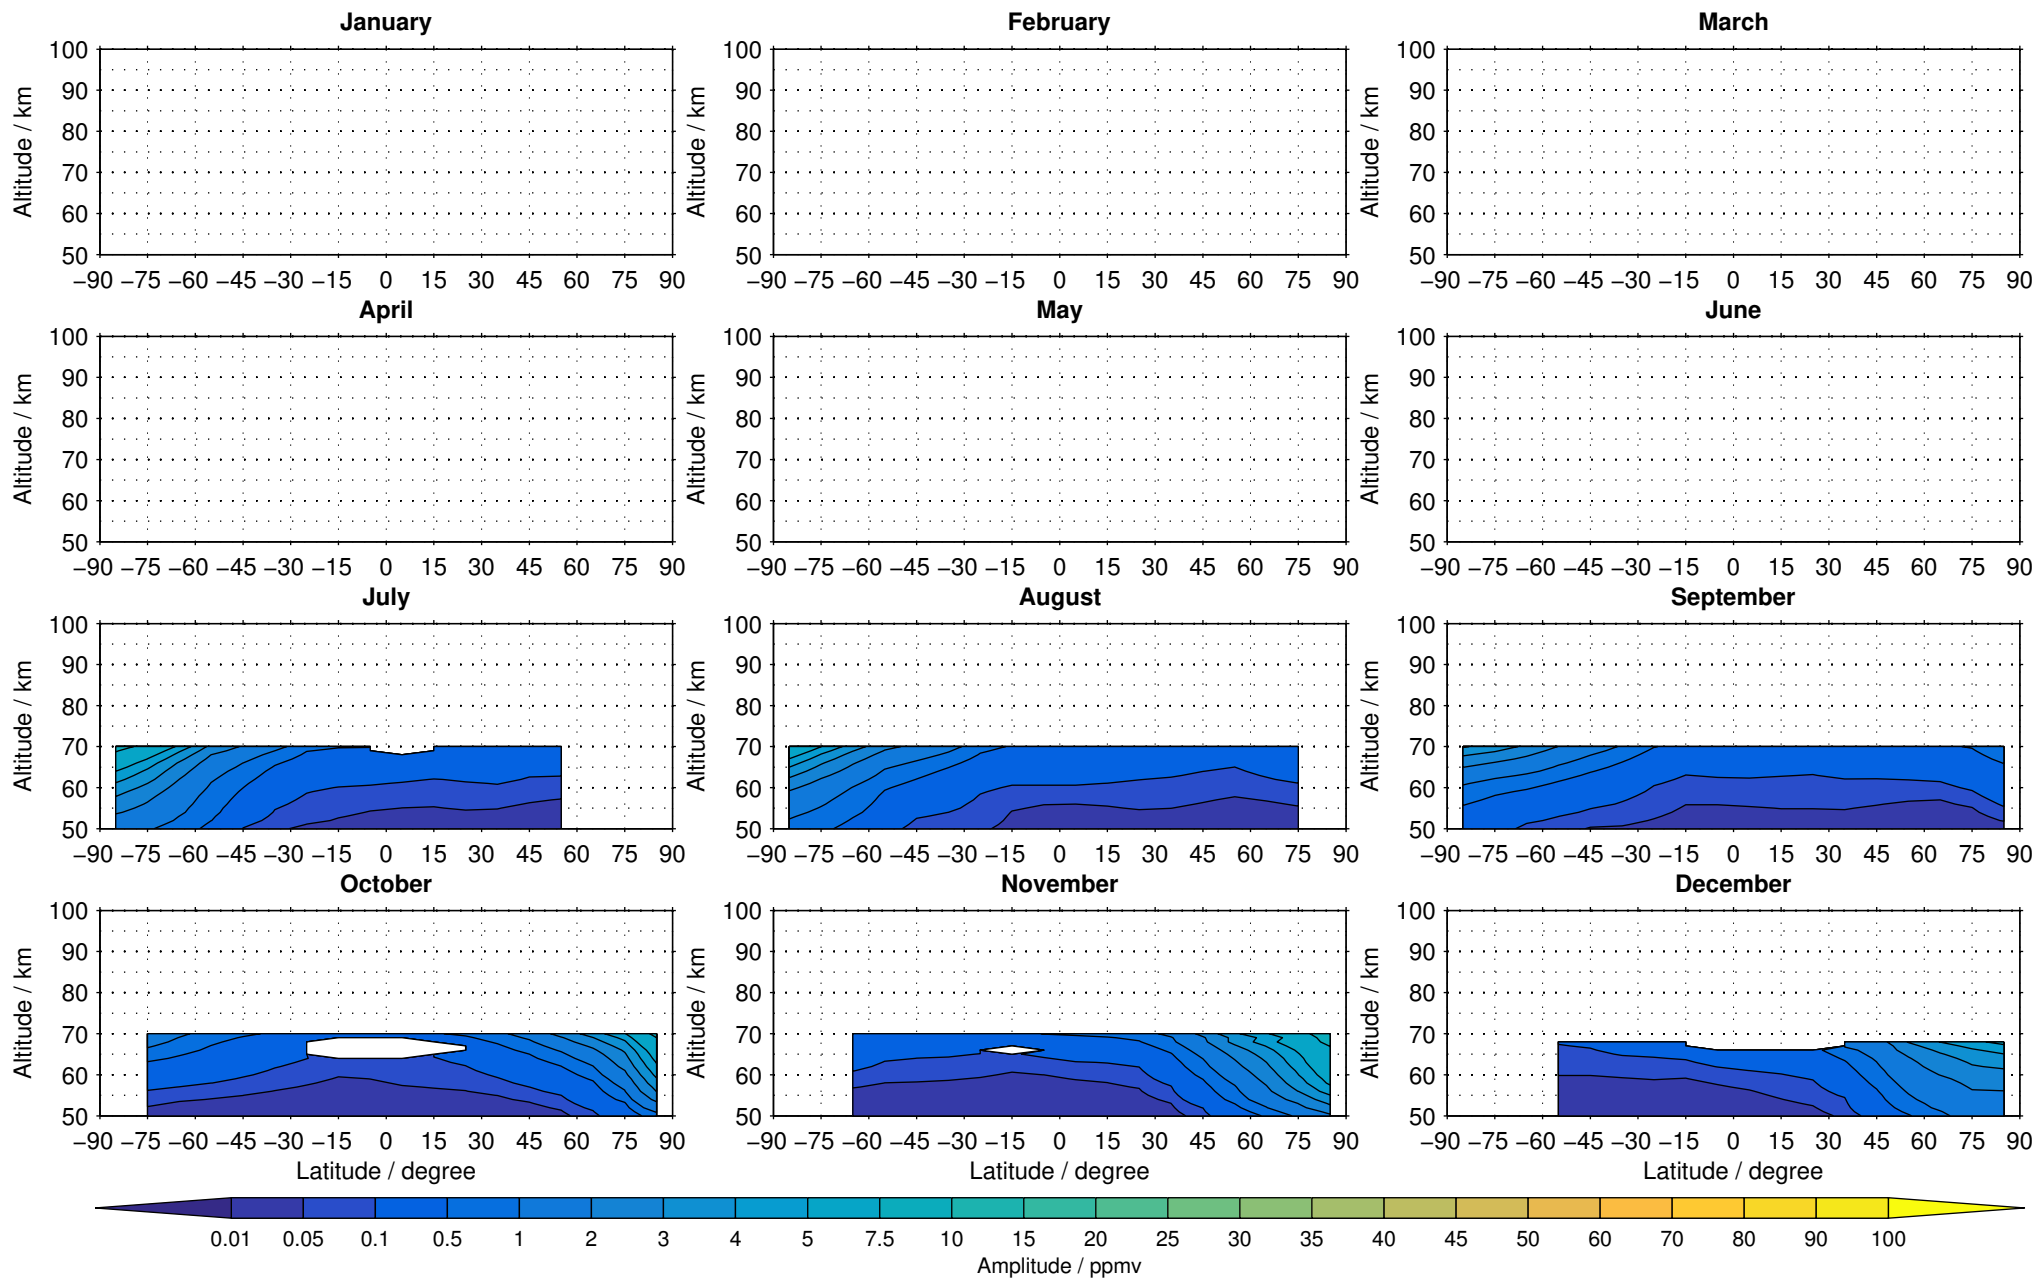 January February March
100 100 100
90 90 90
80 80 80
70 70 70
60 60 60
50 50 50
Altitude / km Altitude / km Altitude / km
−90 −75 −60 −45 −30 −15 0 15 30 45 60 75 90 −90 −75 −60 −45 −30 −15 0 15 30 45 60 75 90 −90 −75 −60 −45 −30 −15 0 15 30 45 60 75 90
April May June
100 100 100
90 90 90
80 80 80
70 70 70
60 60 60
50 50 50
Altitude / km Altitude / km Altitude / km
−90 −75 −60 −45 −30 −15 0 15 30 45 60 75 90 −90 −75 −60 −45 −30 −15 0 15 30 45 60 75 90 −90 −75 −60 −45 −30 −15 0 15 30 45 60 75 90
July August September
100 100 100
90 90 90
80 80 80
70 70 70
60 60 60
50 50 50
Altitude / km Altitude / km Altitude / km
−90 −75 −60 −45 −30 −15 0 15 30 45 60 75 90 −90 −75 −60 −45 −30 −15 0 15 30 45 60 75 90 −90 −75 −60 −45 −30 −15 0 15 30 45 60 75 90
October November December
100 100 100
90 90 90
80 80 80
70 70 70
60 60 60
50 50 50
Altitude / km Altitude / km Altitude / km
−90 −75 −60 −45 −30 −15 0 15 30 45 60 75 90 −90 −75 −60 −45 −30 −15 0 15 30 45 60 75 90 −90 −75 −60 −45 −30 −15 0 15 30 45 60 75 90
Latitude / degree Latitude / degree Latitude / degree
0.01 0.05 0.1 0.5 1 2 3 4 5 7.5 10 15 20 25 30 35 40 45 50 60 70 80 90 100
Amplitude / ppmv